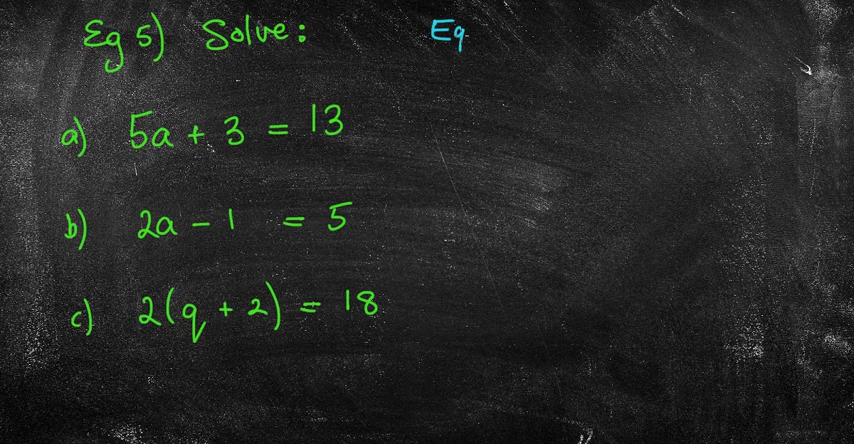 Eg 5) Solve: Eq
a) 5a + 3 = 13
b) 2a - 1 = 5
c) 2(q + 2) = 18